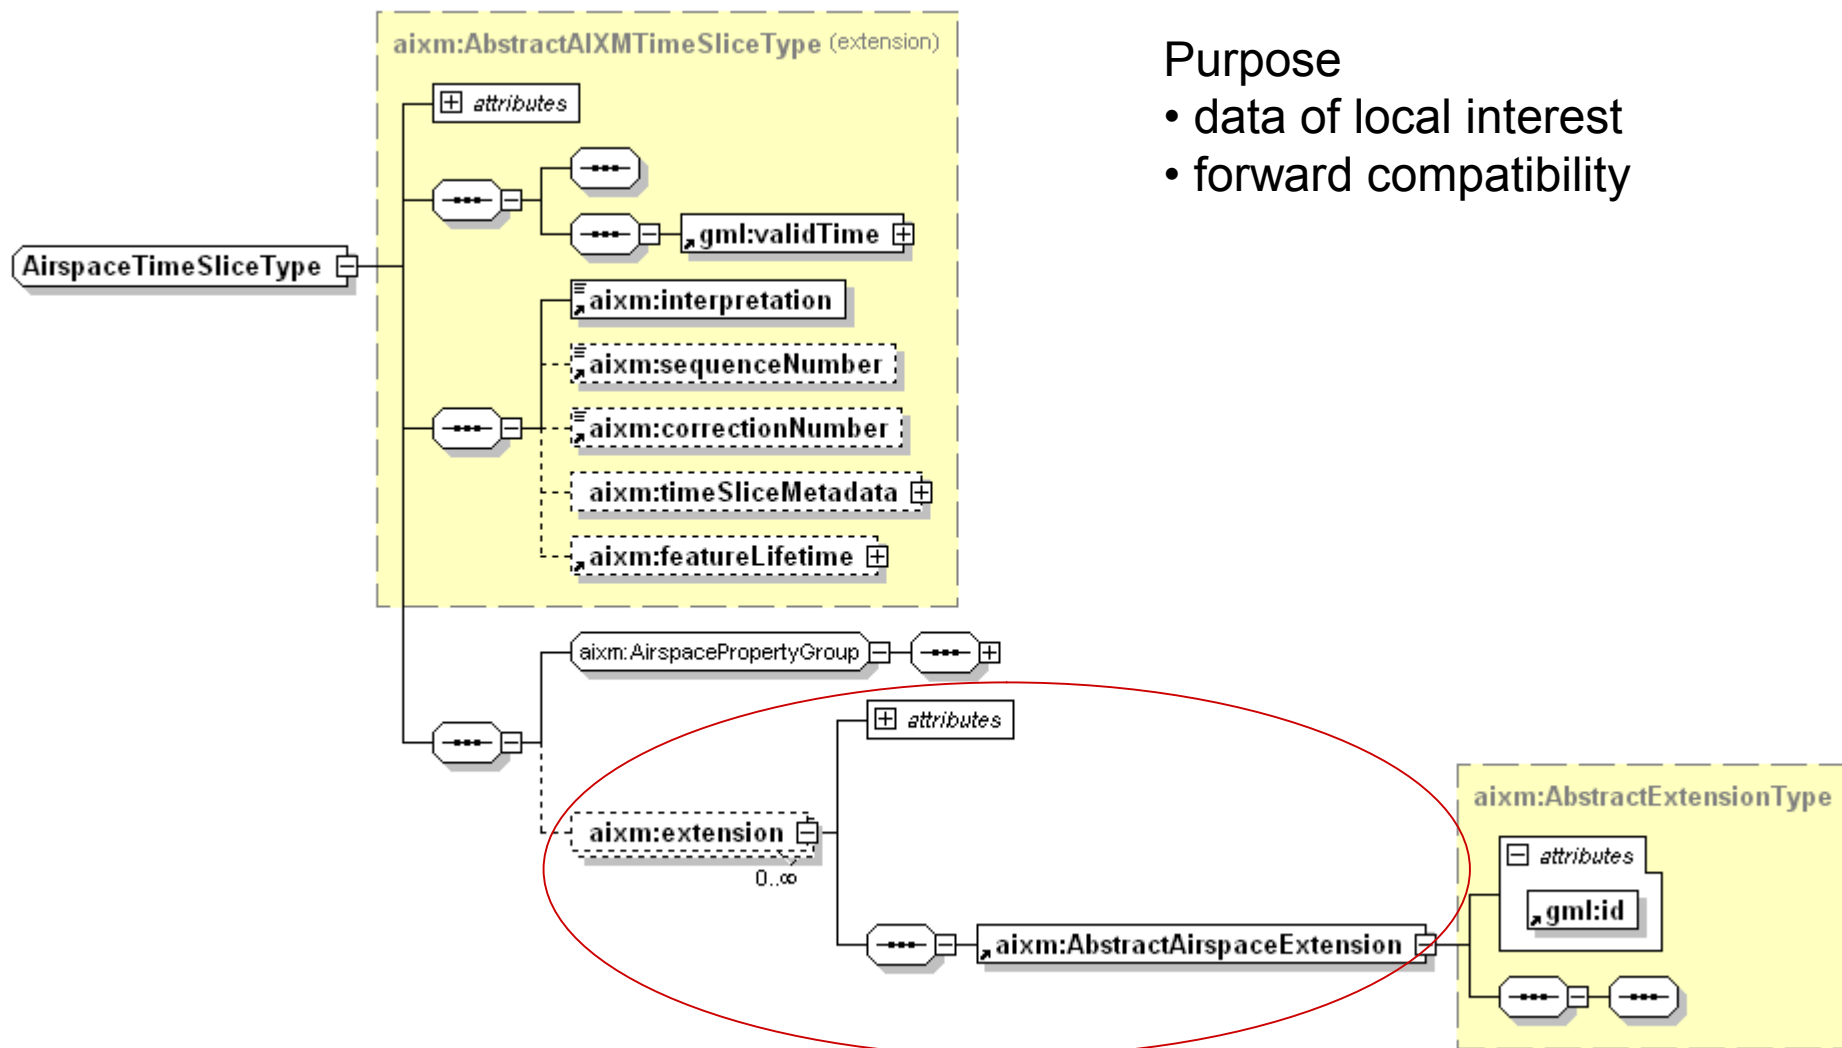 aixm:AbstractAIXMTimeSliceType (extension)
Purpose
• data of local interest
• forward compatibility
attributes
gml:validTime
AirspaceTimeSliceType
aixm:interpretation
aixm:sequenceNumber
aixm:correctionNumber
aixm:timeSliceMetadata
aixm:featureLifetime
aixm:AirspacePropertyGroup
attributes
aixm:extension
0..∞
aixm:AbstractAirspaceExtension
aixm:AbstractExtensionType
attributes
gml:id